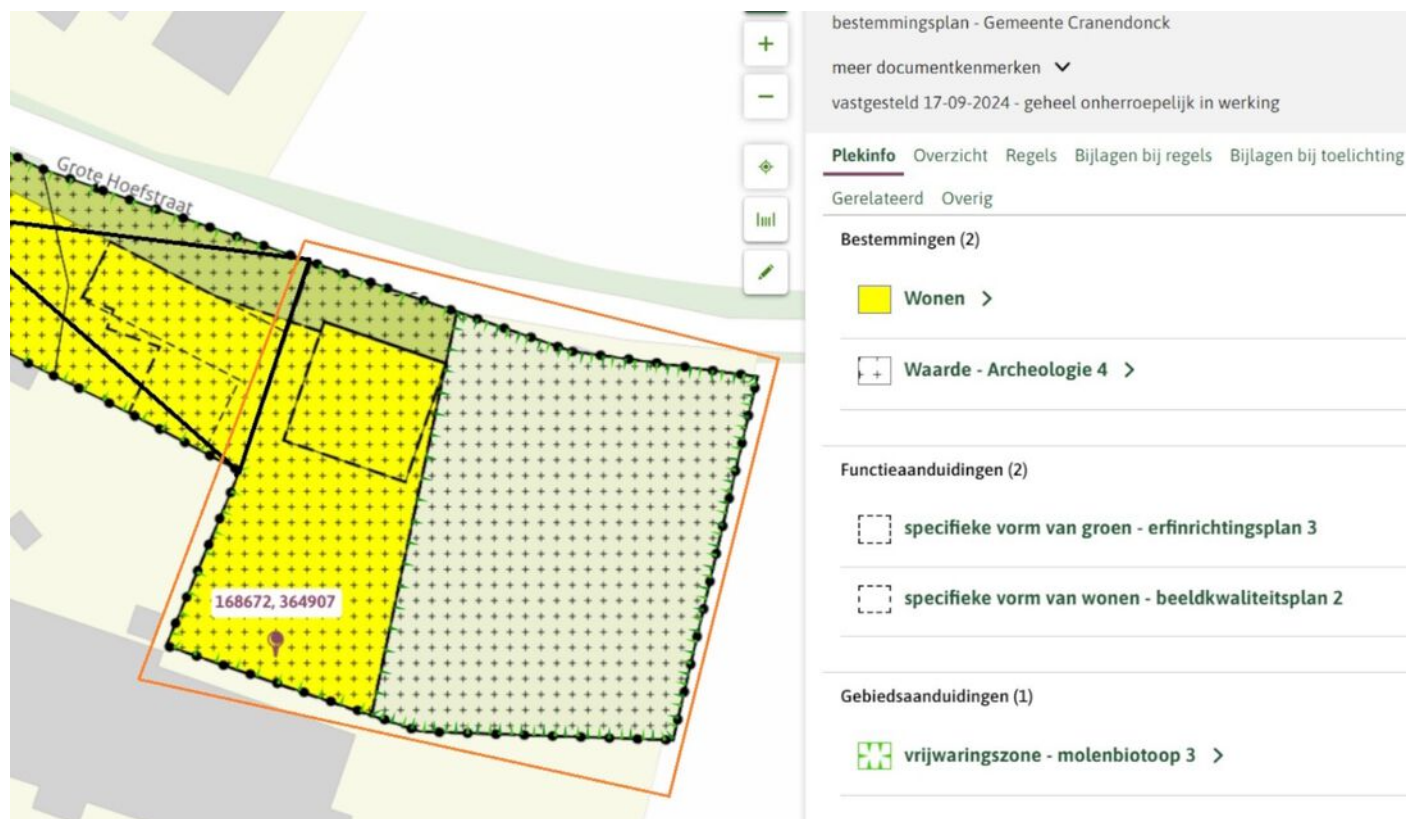 bestemmingsplan - Gemeente Cranendonck
meer documentkenmerken
vastgesteld 17-09-2024 - geheel onherroepelijk in werking
Plekinfo Overzicht Regels Bijlagen bij regels Bijlagen bij toelichting
Gerelateerd Overig
Bestemmingen (2)
Wonen
Waarde - Archeologie 4
Functieaanduidingen (2)
specifieke vorm van groen - erfinrichtingsplan 3
specifieke vorm van wonen - beeldkwaliteitsplan 2
Gebiedsaanduidingen (1)
vrijwaringszone - molenbiotoop 3
Grote Hoefstraat
168672, 364907